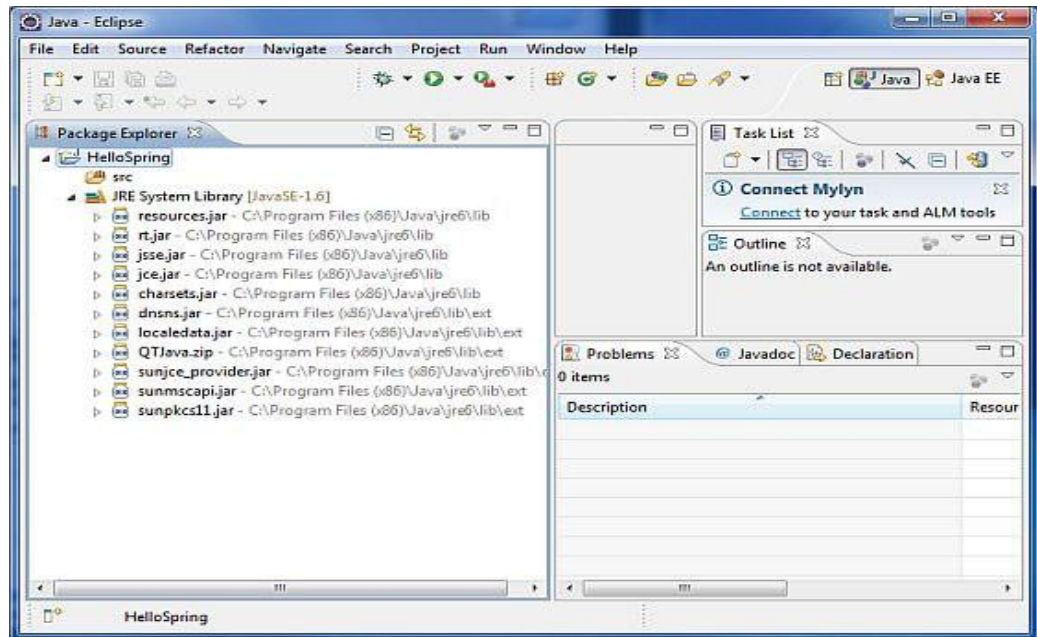 Java - Eclipse
File Edit Source Refactor Navigate Search Project Run Window Help
Java Java EE
Package Explorer
HelloSpring
src
JRE System Library [JavaSE-1.6]
resources.jar - C:\Program Files (x86)\Java\jre6\lib
rt.jar - C:\Program Files (x86)\Java\jre6\lib
jsse.jar - C:\Program Files (x86)\Java\jre6\lib
jce.jar - C:\Program Files (x86)\Java\jre6\lib
charsets.jar - C:\Program Files (x86)\Java\jre6\lib
dnsns.jar - C:\Program Files (x86)\Java\jre6\lib\ext
localedata.jar - C:\Program Files (x86)\Java\jre6\lib\ext
QTJava.zip - C:\Program Files (x86)\Java\jre6\lib\ext
sunjce_provider.jar - C:\Program Files (x86)\Java\jre6\lib\e
sunmscapi.jar - C:\Program Files (x86)\Java\jre6\lib\ext
sunpkcs11.jar - C:\Program Files (x86)\Java\jre6\lib\ext
Task List
Connect Mylyn
Connect to your task and ALM tools
Outline
An outline is not available.
Problems @ Javadoc Declaration
0 items
Description Resour
HelloSpring